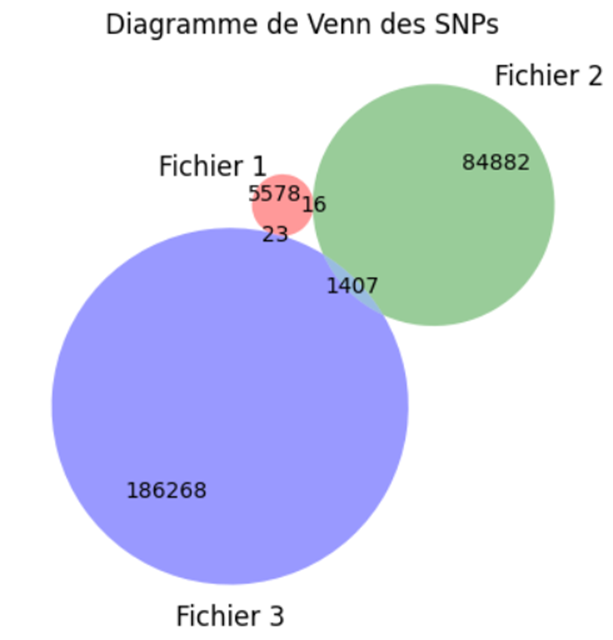 Diagramme de Venn des SNPs
Fichier 2
84882
Fichier 1
5578
16
23
1407
186268
Fichier 3